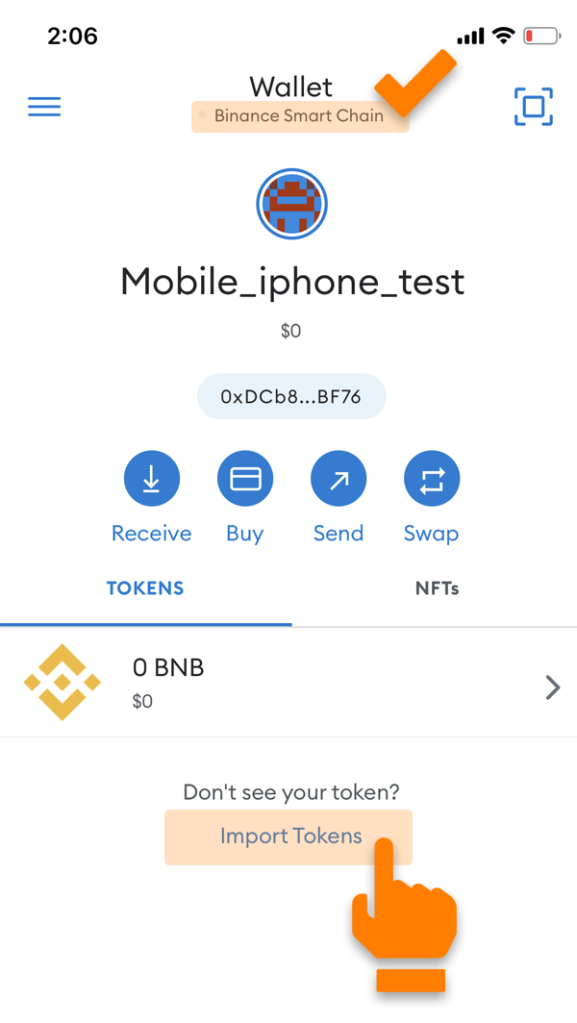 2:06
Wallet
Binance Smart Chain
Mobile_iphone_test
$0
0xDCb8...BF76
Receive Buy Send Swap
TOKENS NFTs
0 BNB
$0
Don't see your token?
Import Tokens